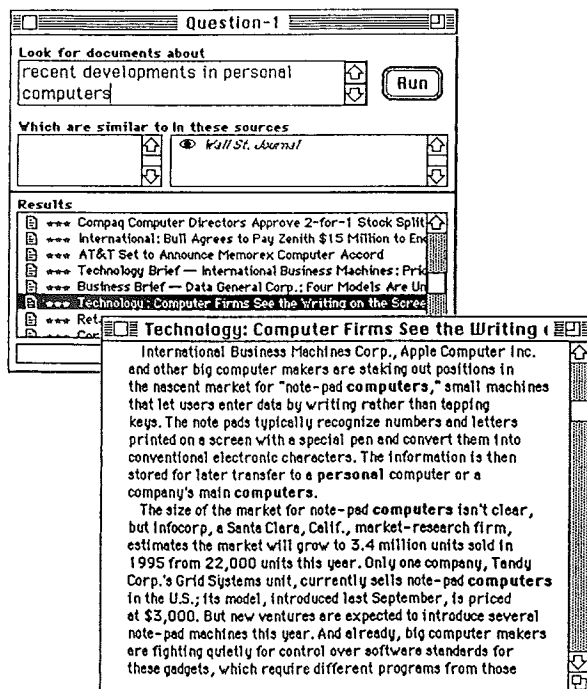 Question-1
Look for documents about
recent developments in personal
computers
Run
Which are similar to In these sources
Wall St. Journal
Results
*** Compaq Computer Directors Approve 2-for-1 Stock Split
*** International: Bull Agrees to Pay Zenith $15 Million to En
*** AT&T Set to Announce Memorex Computer Accord
*** Technology Brief — International Business Machines: Pric
*** Business Brief — Data General Corp.: Four Models Are Un
*** Technology: Computer Firms See the Writing on the Scree
*** Ret
*** Cor
Technology: Computer Firms See the Writing
International Business Machines Corp., Apple Computer Inc.
and other big computer makers are staking out positions in
the nascent market for "note-pad computers," small machines
that let users enter data by writing rather than tapping
keys. The note pads typically recognize numbers and letters
printed on a screen with a special pen and convert them into
conventional electronic characters. The information is then
stored for later transfer to a personal computer or a
company's main computers.
The size of the market for note-pad computers isn't clear,
but Infocorp, a Santa Clara, Calif., market-research firm,
estimates the market will grow to 3.4 million units sold in
1995 from 22,000 units this year. Only one company, Tandy
Corp.'s Grid Systems unit, currently sells note-pad computers
in the U.S.; its model, introduced last September, is priced
at $3,000. But new ventures are expected to introduce several
note-pad machines this year. And already, big computer makers
are fighting quietly for control over software standards for
these gadgets, which require different programs from those